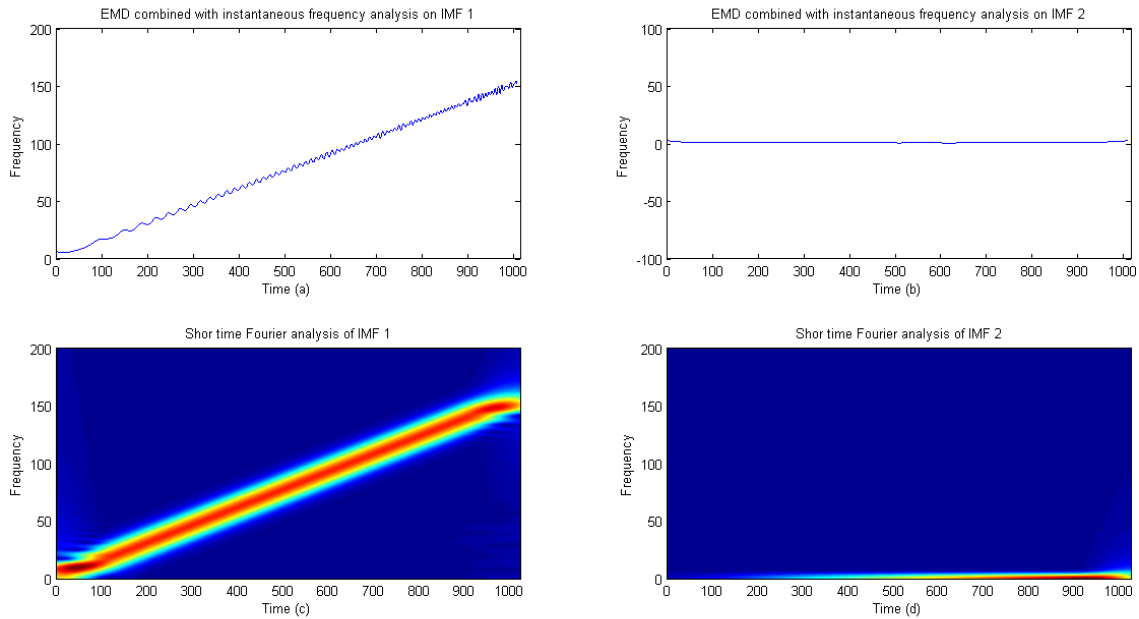 EMD combined with instantaneous frequency analysis on IMF 1
200
150
100
50
0
Frequency
0 100 200 300 400 500 600 700 800 900 1000
Time (a)
EMD combined with instantaneous frequency analysis on IMF 2
100
50
0
-50
-100
Frequency
0 100 200 300 400 500 600 700 800 900 1000
Time (b)
Shor time Fourier analysis of IMF 1
200
150
100
50
0
Frequency
0 100 200 300 400 500 600 700 800 900 1000
Time (c)
Shor time Fourier analysis of IMF 2
200
150
100
50
0
Frequency
0 100 200 300 400 500 600 700 800 900 1000
Time (d)